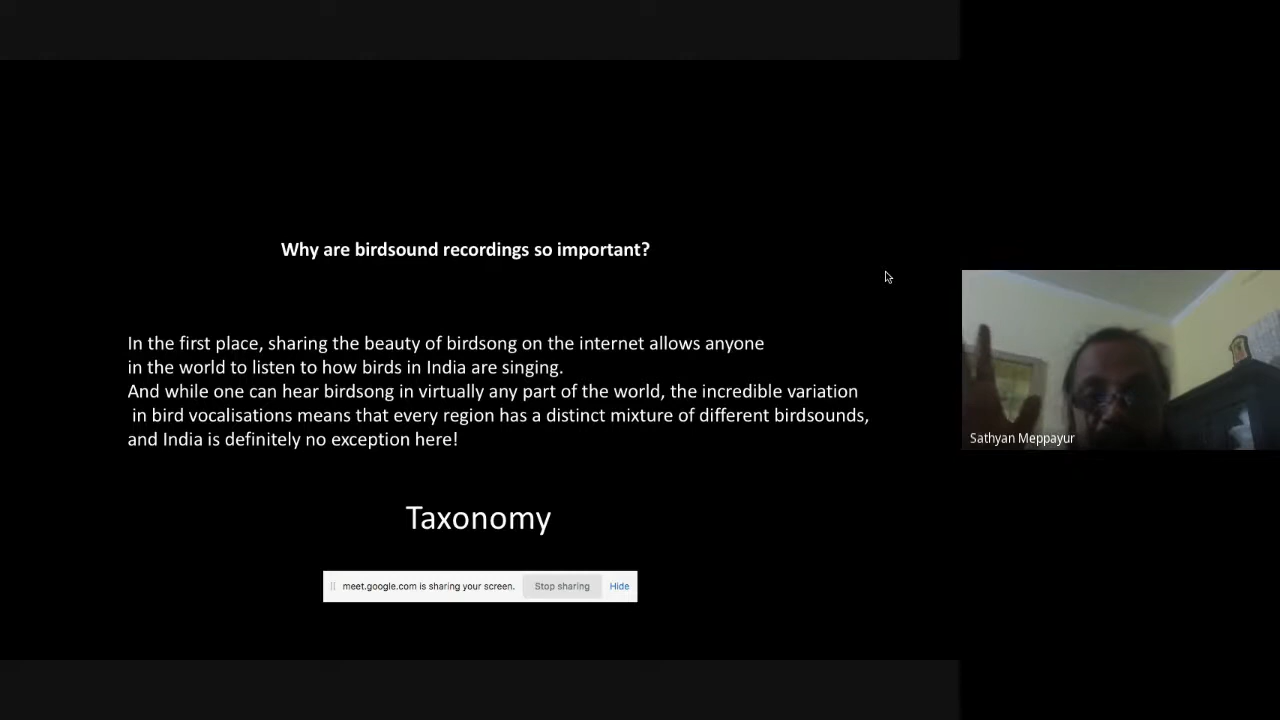 Why are birdsound recordings so important?
In the first place, sharing the beauty of birdsong on the internet allows anyone
in the world to listen to how birds in India are singing.
And while one can hear birdsong in virtually any part of the world, the incredible variation
in bird vocalisations means that every region has a distinct mixture of different birdsounds,
and India is definitely no exception here!
Sathyan Meppayur
Taxonomy
meet.google.com is sharing your screen. Stop sharing Hide